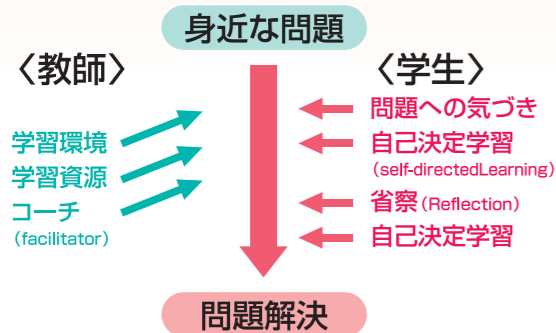 身近な問題
〈教師〉
学習環境
学習資源
コーチ
(facilitator)
〈学生〉
問題への気づき
自己決定学習
(self-directedLearning)
省察(Reflection)
自己決定学習
問題解決